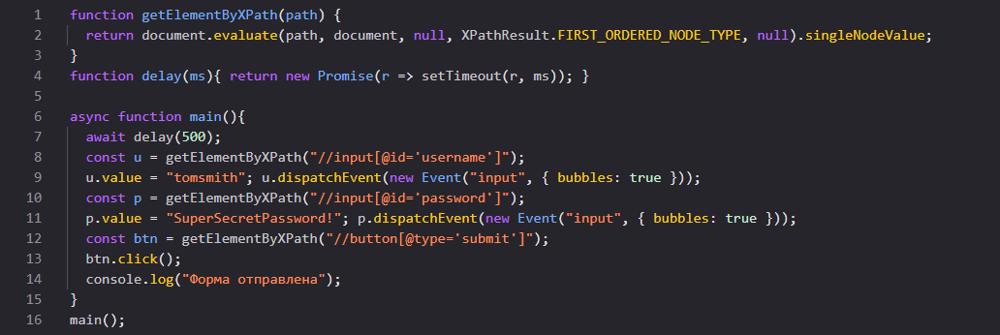 1 function getElementByXPath(path) {
2 return document.evaluate(path, document, null, XPathResult.FIRST_ORDERED_NODE_TYPE, null).singleNodeValue;
3 }
4 function delay(ms){ return new Promise(r => setTimeout(r, ms)); }
5
6 async function main(){
7 await delay(500);
8 const u = getElementByXPath("//input[@id='username']");
9 u.value = "tomsmith"; u.dispatchEvent(new Event("input", { bubbles: true }));
10 const p = getElementByXPath("//input[@id='password']");
11 p.value = "SuperSecretPassword!"; p.dispatchEvent(new Event("input", { bubbles: true }));
12 const btn = getElementByXPath("//button[@type='submit']");
13 btn.click();
14 console.log("Форма отправлена");
15 }
16 main();